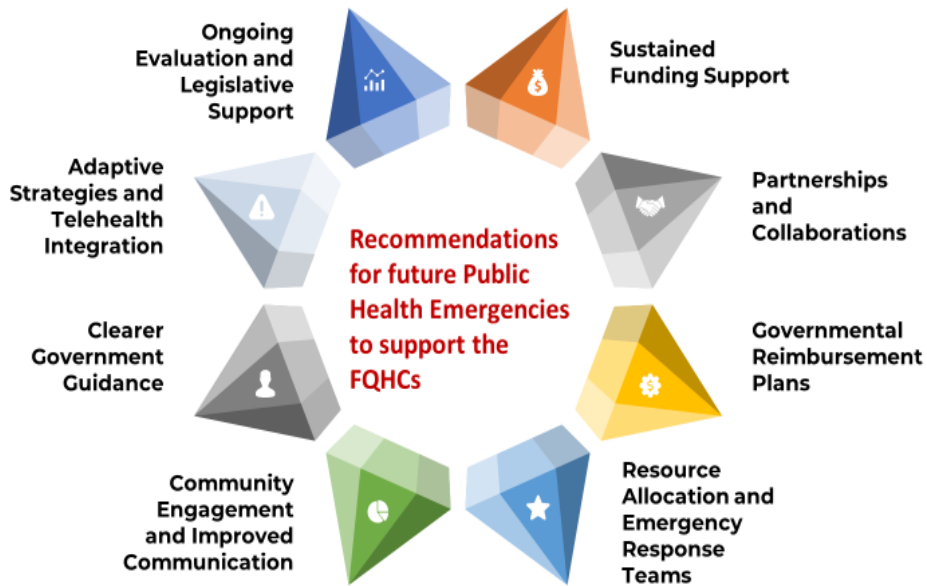 Ongoing
Evaluation and
Legislative
Support
Sustained
Funding Support
Adaptive
Strategies and
Telehealth
Integration
Partnerships
and
Collaborations
Recommendations
for future Public
Health Emergencies
to support the
FQHCs
Clearer
Government
Guidance
Governmental
Reimbursement
Plans
Community
Engagement
and Improved
Communication
Resource
Allocation and
Emergency
Response
Teams